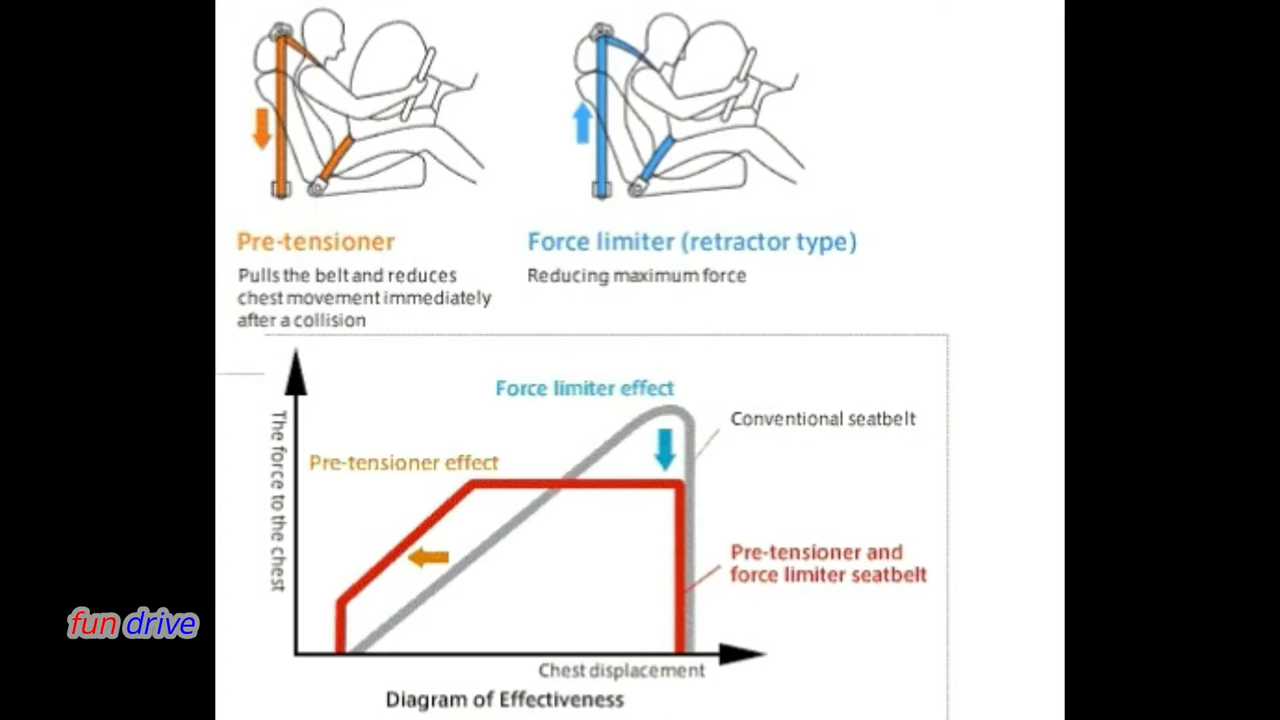 Pre-tensioner
Pulls the belt and reduces
chest movement immediately
after a collision
Force limiter (retractor type)
Reducing maximum force
The force to the chest
Force limiter effect
Conventional seatbelt
Pre-tensioner effect
Pre-tensioner and
force limiter seatbelt
Chest displacement
Diagram of Effectiveness
fun drive